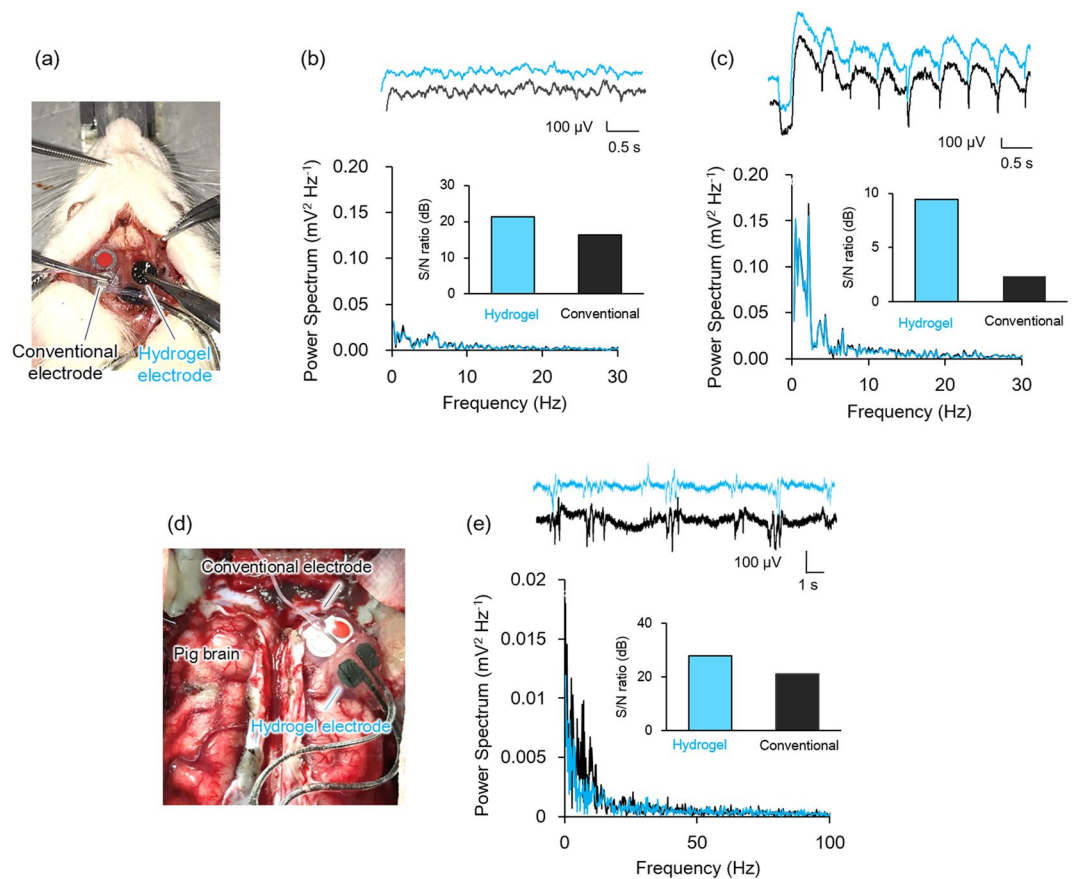 (a)
Conventional
electrode
Hydrogel
electrode
(b)
100 µV
0.5 s
Power Spectrum (mV² Hz⁻¹)
0.20
0.15
0.10
0.05
0.00
0
10
20
30
Frequency (Hz)
S/N ratio (dB)
30
20
10
0
Hydrogel
Conventional
(c)
100 µV
0.5 s
Power Spectrum (mV² Hz⁻¹)
0.20
0.15
0.10
0.05
0.00
0
10
20
30
Frequency (Hz)
S/N ratio (dB)
10
5
0
Hydrogel
Conventional
(d)
Conventional electrode
Pig brain
Hydrogel electrode
(e)
100 µV
1 s
Power Spectrum (mV² Hz⁻¹)
0.02
0.015
0.01
0.005
0
0
50
100
Frequency (Hz)
S/N ratio (dB)
40
20
0
Hydrogel
Conventional